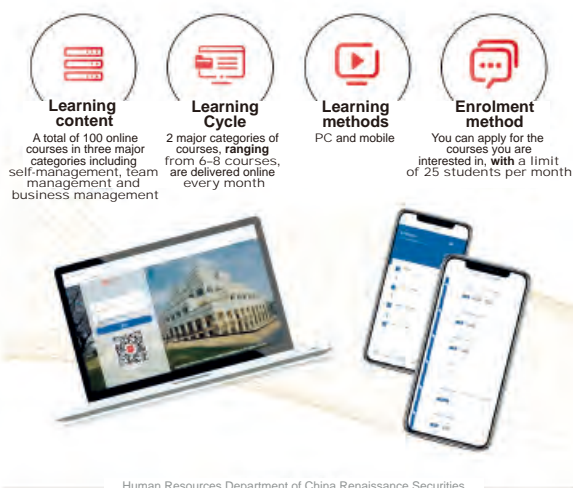 Learning
content
A total of 100 online
courses in three major
categories including
self-management, team
management and
business management
Learning
Cycle
2 major categories of
courses, ranging
from 6-8 courses,
are delivered online
every month
Learning
methods
PC and mobile
Enrolment
method
You can apply for the
courses you are
interested in, with a limit
of 25 students per month
Human Resources Department of China Renaissance Securities